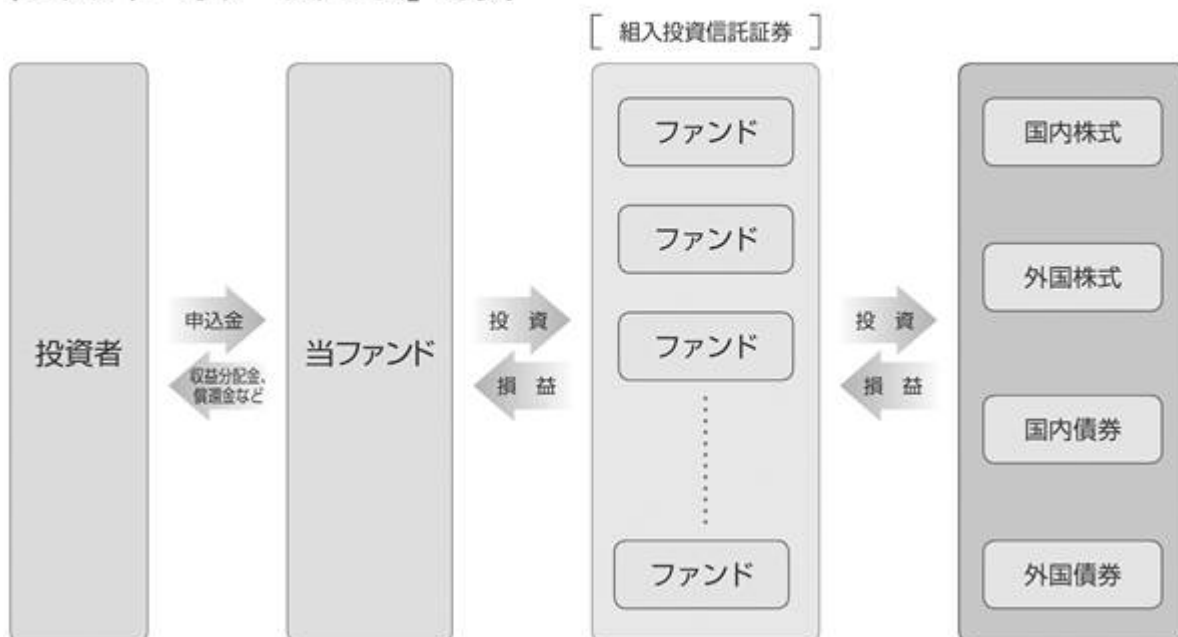 [ 組入投資信託証券 ]
投資者
申込金
収益分配金、
償還金など
当ファンド
投 資
損 益
ファンド
ファンド
ファンド
ファンド
投 資
損 益
国内株式
外国株式
国内債券
外国債券